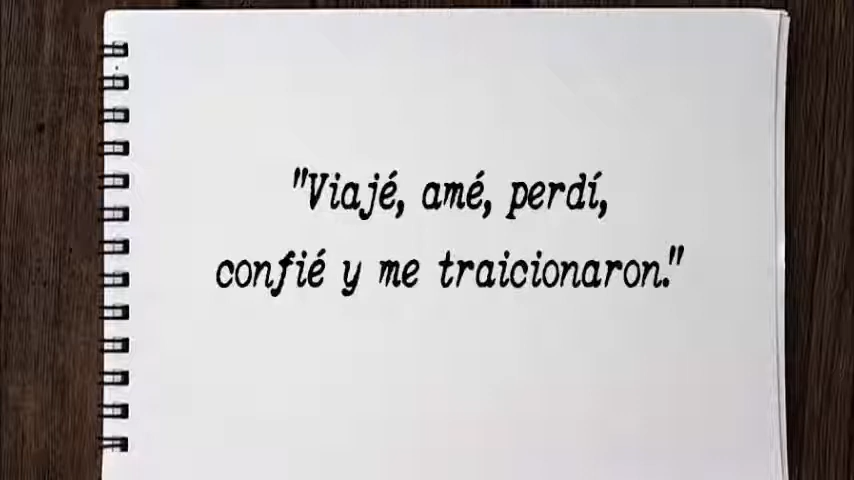 "Viajé, amé, perdí,
confié y me traicionaron."